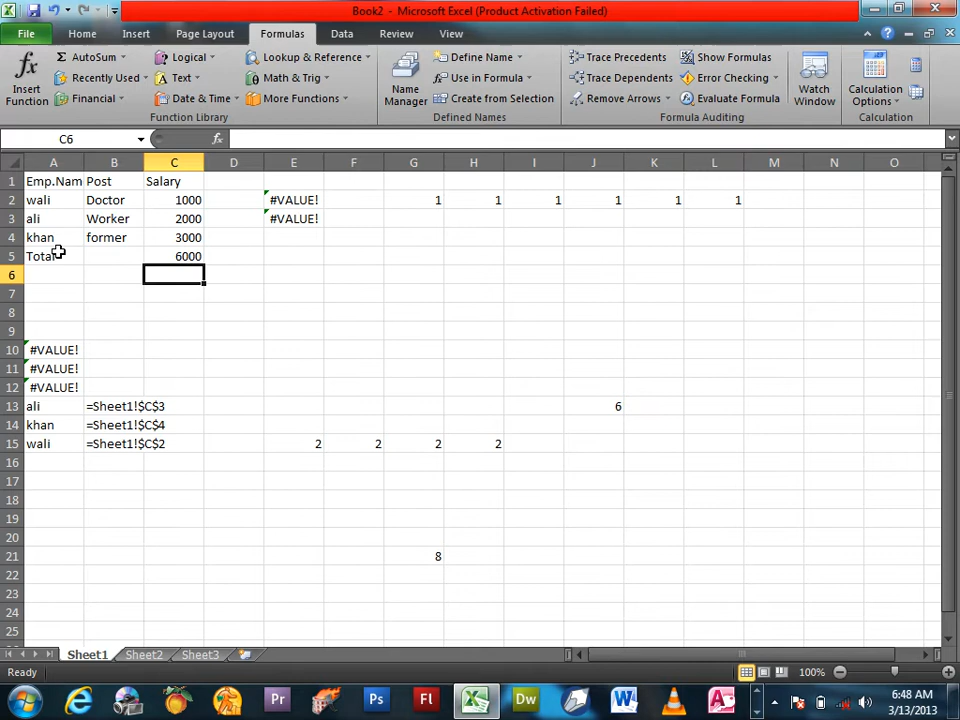 Book2 - Microsoft Excel (Product Activation Failed)
File Home Insert Page Layout Formulas Data Review View
Insert Function
AutoSum
Recently Used
Financial
Logical
Text
Date & Time
Lookup & Reference
Math & Trig
More Functions
Function Library
Name Manager
Define Name
Use in Formula
Create from Selection
Defined Names
Trace Precedents
Trace Dependents
Remove Arrows
Show Formulas
Error Checking
Evaluate Formula
Formula Auditing
Watch Window
Calculation Options
Calculation
C6 fx
A B C D E F G H I J K L M N O
1 Emp.Nam Post Salary
2 wali Doctor 1000 #VALUE! 1 1 1 1 1 1
3 ali Worker 2000 #VALUE!
4 khan former 3000
5 Total 6000
6
7
8
9
10 #VALUE!
11 #VALUE!
12 #VALUE!
13 ali =Sheet1!$C$3 6
14 khan =Sheet1!$C$4
15 wali =Sheet1!$C$2 2 2 2 2
16
17
18
19
20
21 8
22
23
24
25
Sheet1 Sheet2 Sheet3
Ready 100%
Pr Ps Fl Dw W A
6:48 AM
3/13/2013